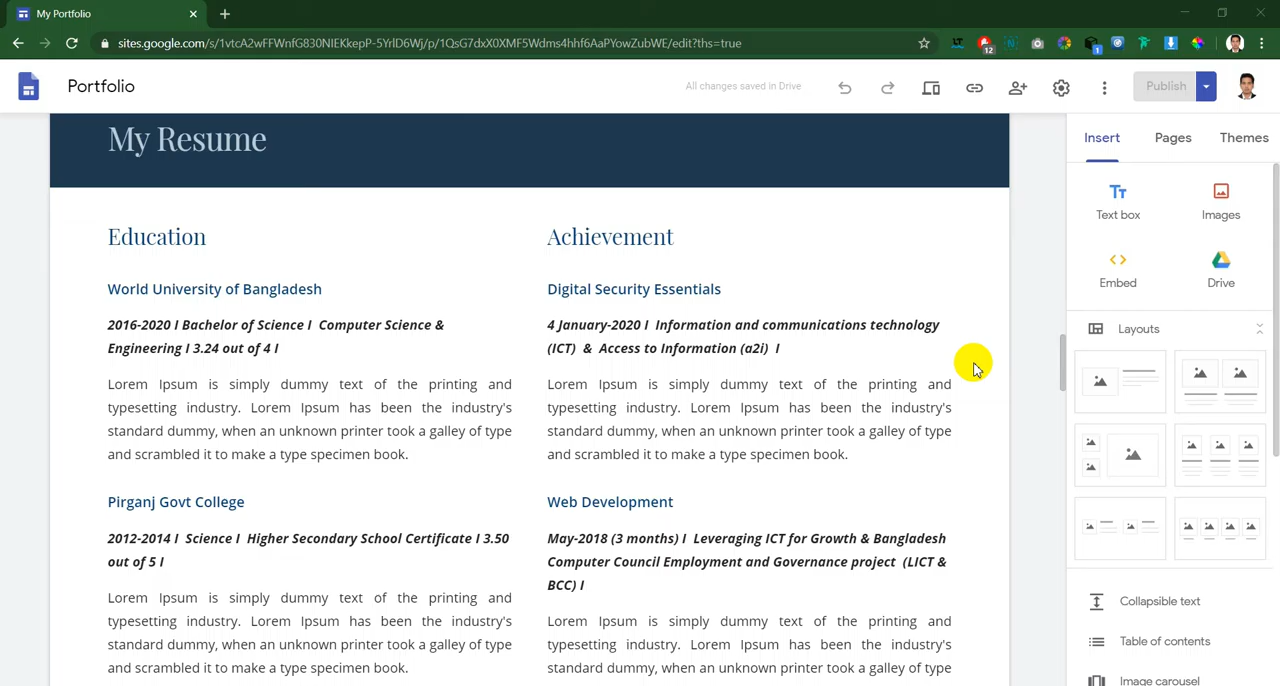 My Portfolio
sites.google.com/s/1vtcA2wFFWnfG830NIEKkepP-5YrlD6Wj/p/1QsG7dxX0XMF5Wdms4hhf6AaPYowZubWE/edit?ths=true
12
1
Portfolio
All changes saved in Drive
Publish
My Resume
Insert
Pages
Themes
Text box
Images
Embed
Drive
Layouts
Collapsible text
Table of contents
Image carousel
Education
World University of Bangladesh
2016-2020 I Bachelor of Science I Computer Science &
Engineering I 3.24 out of 4 I
Lorem Ipsum is simply dummy text of the printing and
typesetting industry. Lorem Ipsum has been the industry's
standard dummy, when an unknown printer took a galley of type
and scrambled it to make a type specimen book.
Pirganj Govt College
2012-2014 I Science I Higher Secondary School Certificate I 3.50
out of 5 I
Lorem Ipsum is simply dummy text of the printing and
typesetting industry. Lorem Ipsum has been the industry's
standard dummy, when an unknown printer took a galley of type
and scrambled it to make a type specimen book.
Achievement
Digital Security Essentials
4 January-2020 I Information and communications technology
(ICT) & Access to Information (a2i) I
Lorem Ipsum is simply dummy text of the printing and
typesetting industry. Lorem Ipsum has been the industry's
standard dummy, when an unknown printer took a galley of type
and scrambled it to make a type specimen book.
Web Development
May-2018 (3 months) I Leveraging ICT for Growth & Bangladesh
Computer Council Employment and Governance project (LICT &
BCC) I
Lorem Ipsum is simply dummy text of the printing and
typesetting industry. Lorem Ipsum has been the industry's
standard dummy, when an unknown printer took a galley of type